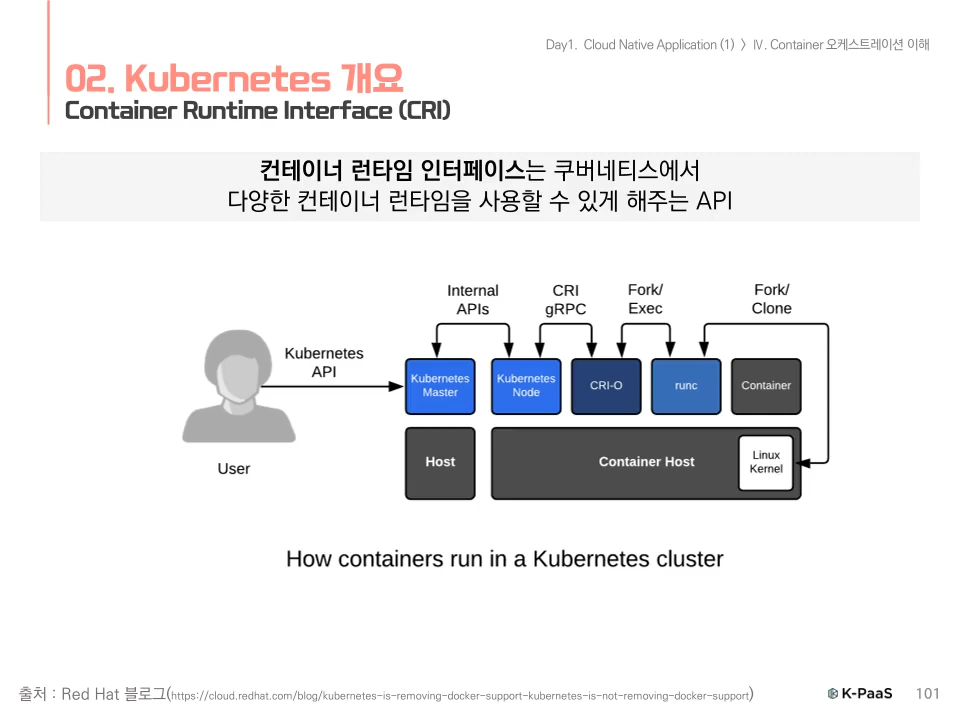 Day1. Cloud Native Application (1) 〉 Ⅳ. Container 오케스트레이션 이해
02. Kubernetes 개요
Container Runtime Interface (CRI)
컨테이너 런타임 인터페이스는 쿠버네티스에서
다양한 컨테이너 런타임을 사용할 수 있게 해주는 API
Internal
APIs
CRI
gRPC
Fork/
Exec
Fork/
Clone
Kubernetes
API
Kubernetes
Master
Kubernetes
Node
CRI-O
runc
Container
User
Host
Container Host
Linux
Kernel
How containers run in a Kubernetes cluster
출처 : Red Hat 블로그(https://cloud.redhat.com/blog/kubernetes-is-removing-docker-support-kubernetes-is-not-removing-docker-support)
K-PaaS
101